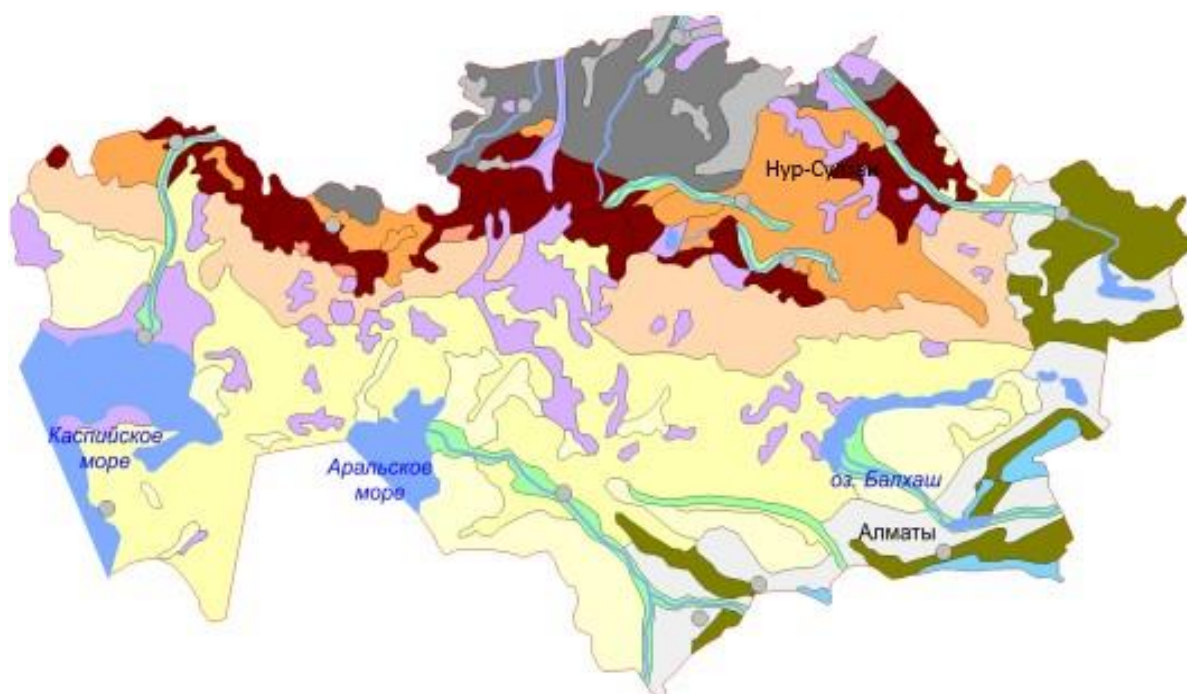 Нур-Султан
Каспийское
море
Аральское
море
оз. Балхаш
Алматы